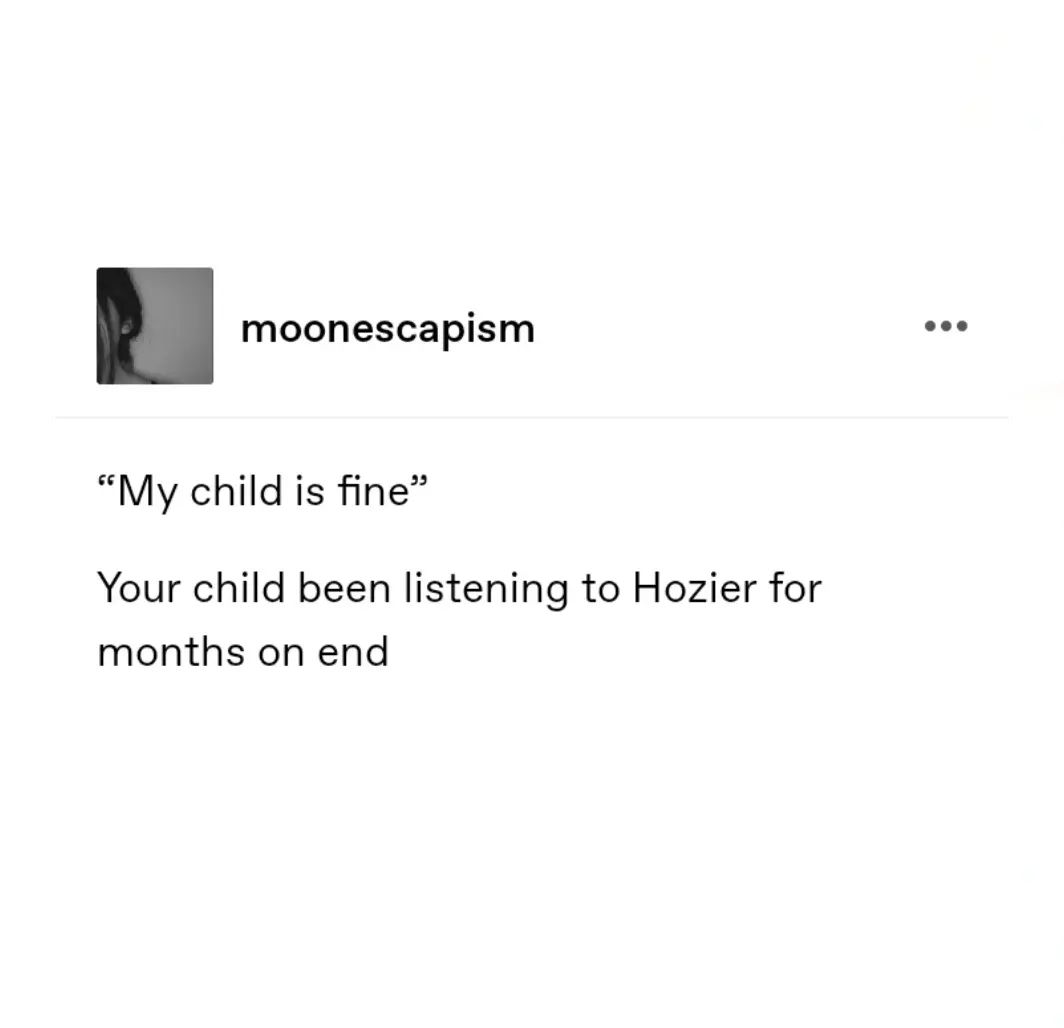 moonescapism
“My child is fine”
Your child been listening to Hozier for
months on end